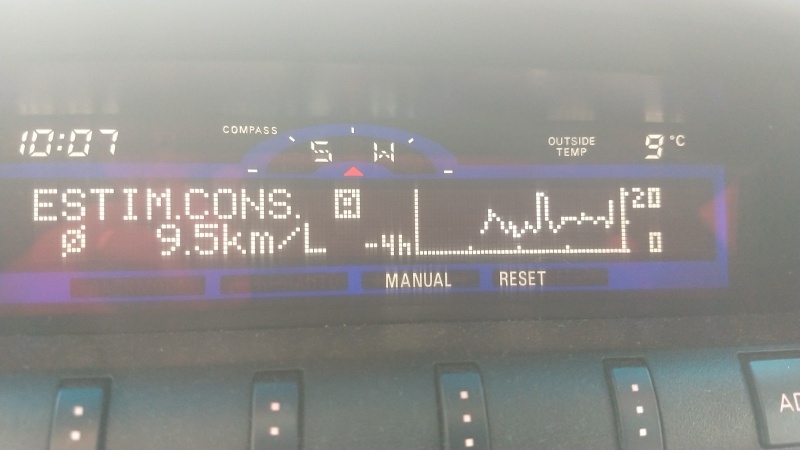 10:07
COMPASS
S W
OUTSIDE
TEMP
9°C
ESTIM.CONS.
ø 9.5km/L
-4h
20
0
MANUAL
RESET